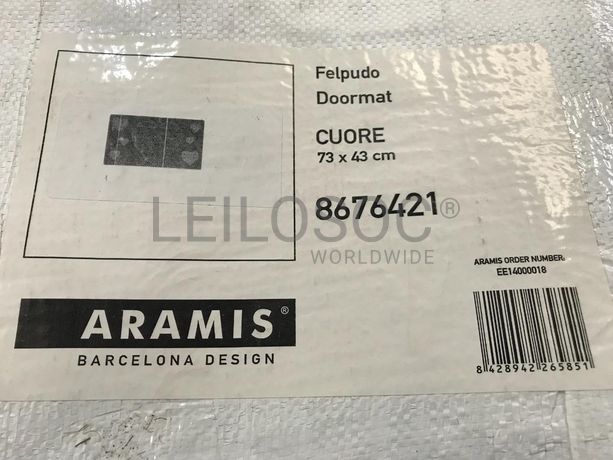 Felpudo
Doormat
CUORE
73 x 43 cm
8676421
LEILOSOC®
WORLDWIDE
ARAMIS ORDER NUMBER:
EE14000018
ARAMIS®
BARCELONA DESIGN
8 428942 265851